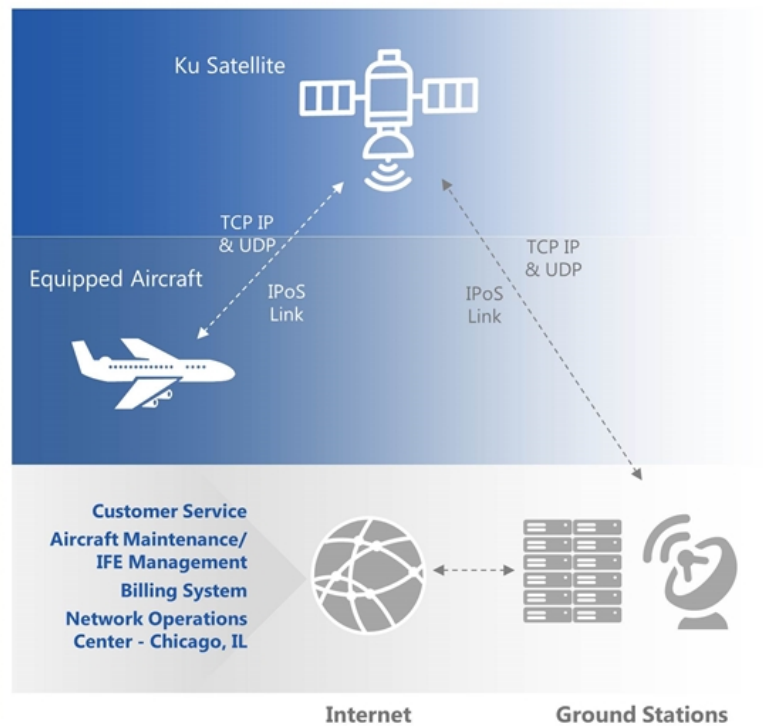 Ku Satellite
TCP IP
& UDP
IPoS
Link
TCP IP
& UDP
IPoS
Link
Equipped Aircraft
Customer Service
Aircraft Maintenance/
IFE Management
Billing System
Network Operations
Center - Chicago, IL
Internet
Ground Stations